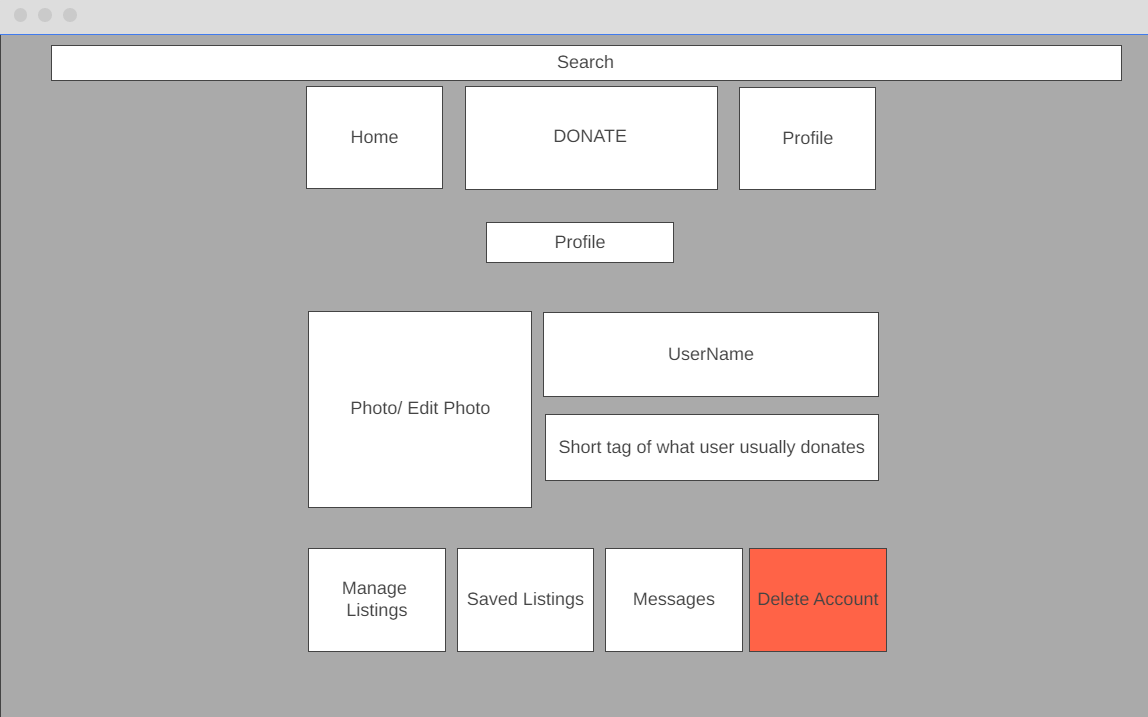 Search
Home
DONATE
Profile
Profile
Photo/ Edit Photo
UserName
Short tag of what user usually donates
Manage
Listings
Saved Listings
Messages
Delete Account